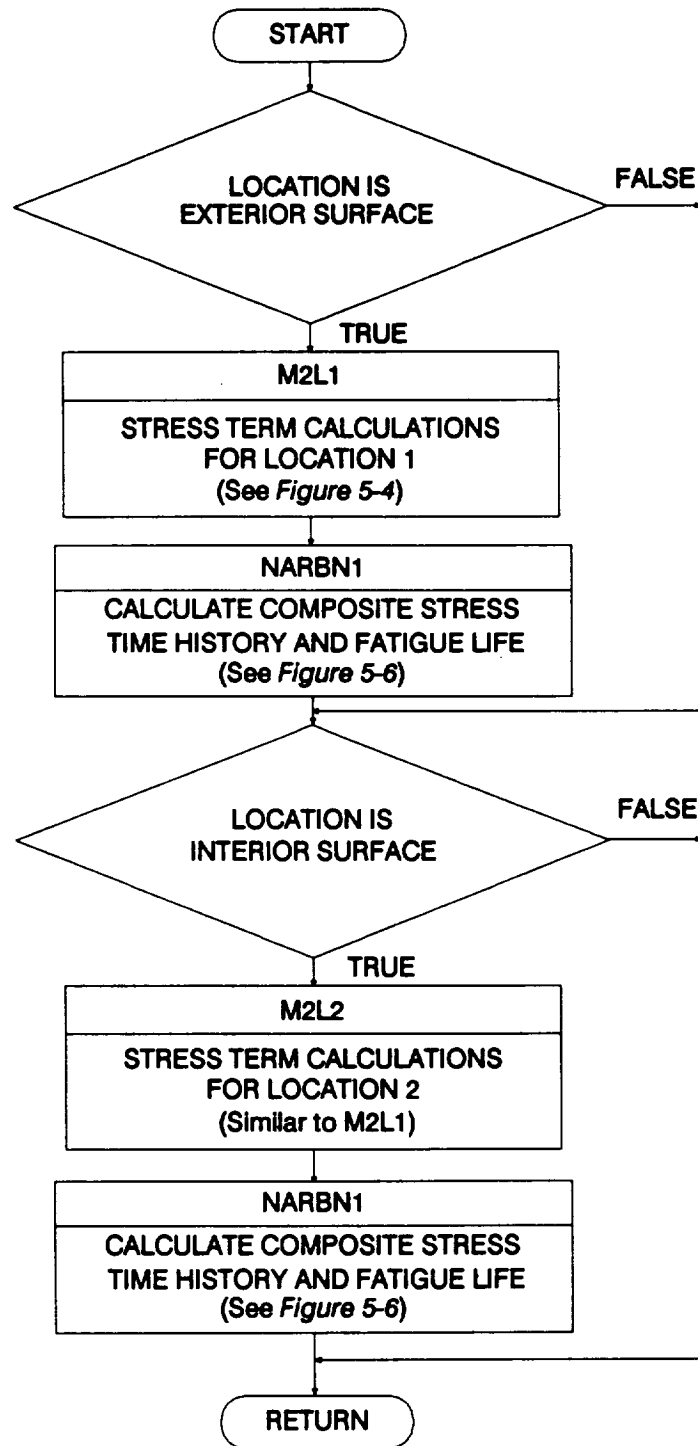 START
LOCATION IS
EXTERIOR SURFACE
FALSE
TRUE
M2L1
STRESS TERM CALCULATIONS
FOR LOCATION 1
(See Figure 5-4)
NARBN1
CALCULATE COMPOSITE STRESS
TIME HISTORY AND FATIGUE LIFE
(See Figure 5-6)
LOCATION IS
INTERIOR SURFACE
FALSE
TRUE
M2L2
STRESS TERM CALCULATIONS
FOR LOCATION 2
(Similar to M2L1)
NARBN1
CALCULATE COMPOSITE STRESS
TIME HISTORY AND FATIGUE LIFE
(See Figure 5-6)
RETURN